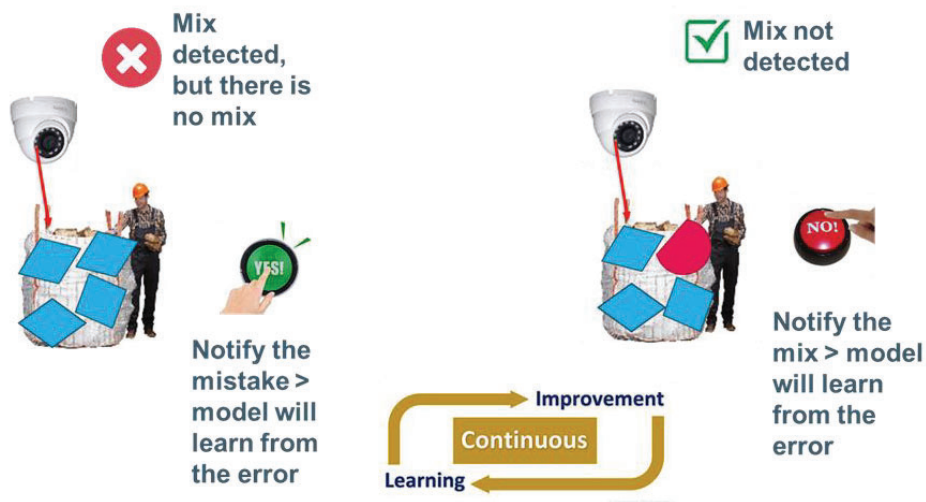 Mix
detected,
but there is
no mix
YES!
Notify the
mistake >
model will
learn from
the error
Mix not
detected
NO!
Notify the
mix > model
will learn
from the
error
Improvement
Continuous
Learning